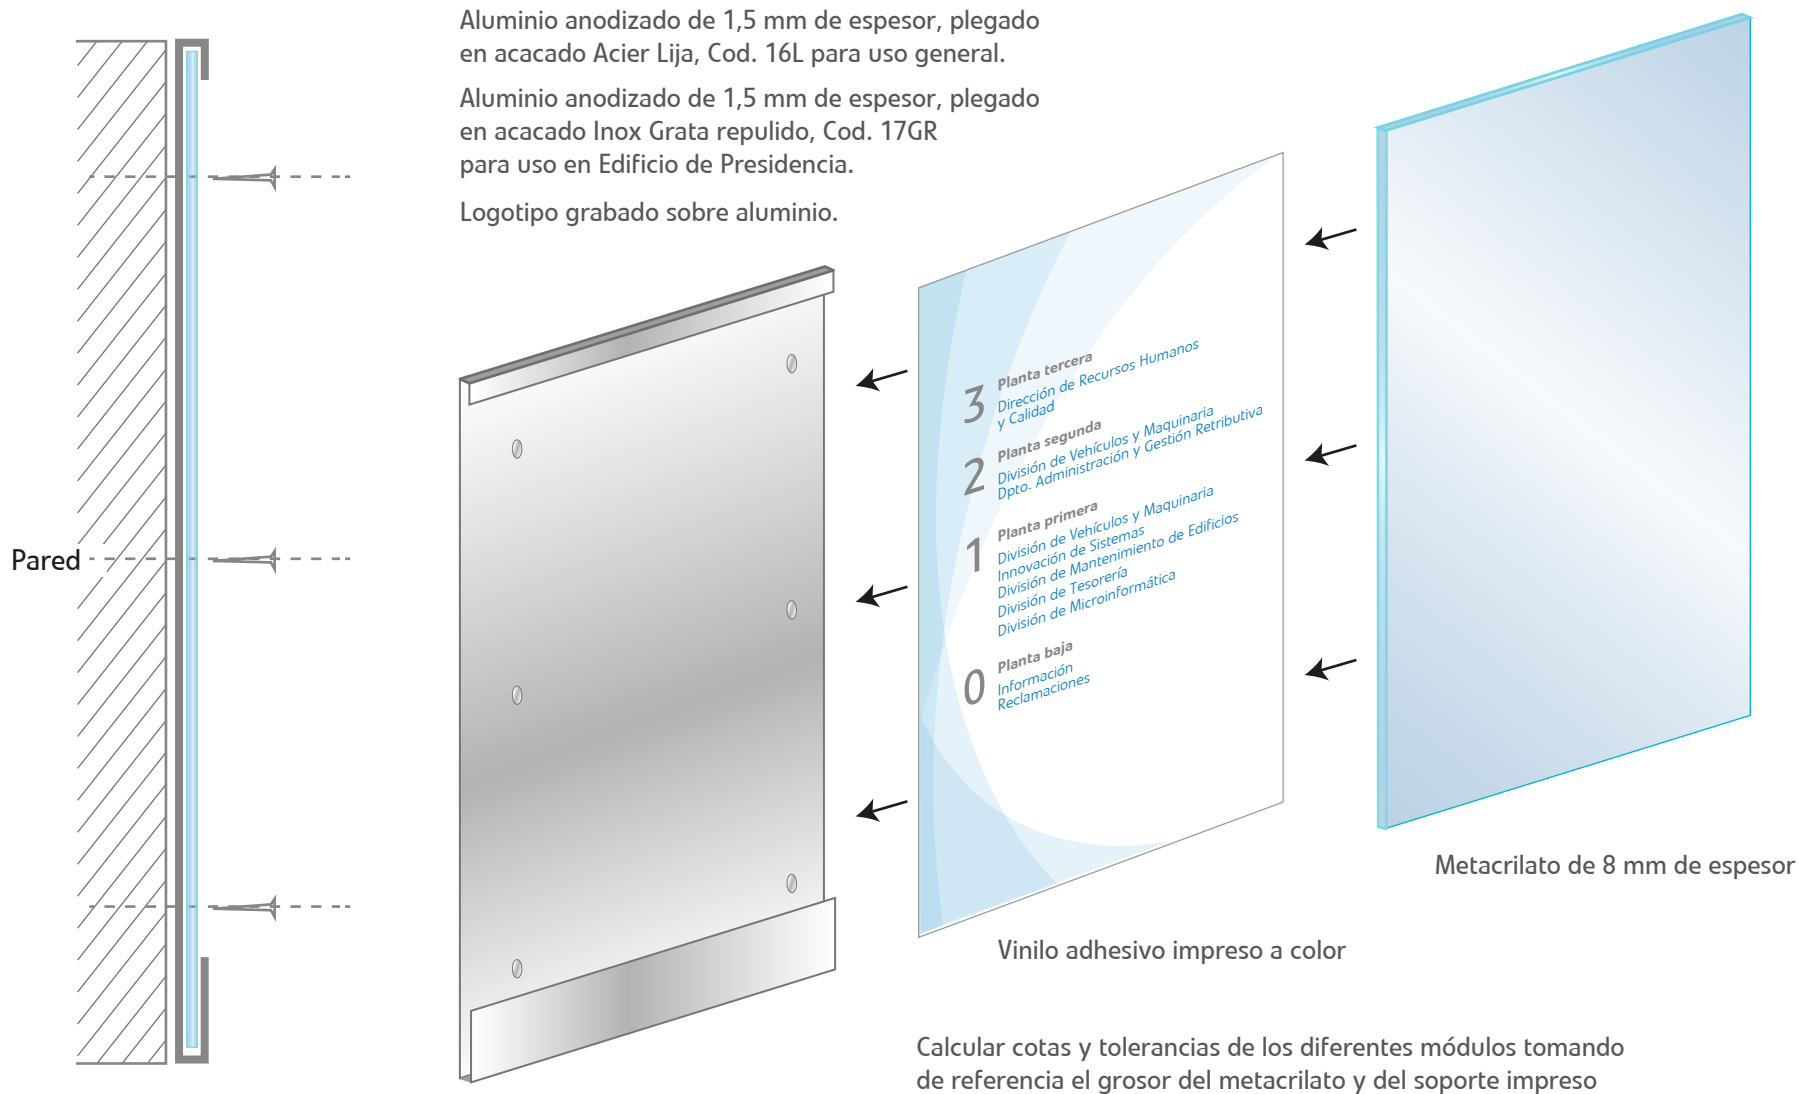 Aluminio anodizado de 1,5 mm de espesor, plegado
en acacado Acier Lija, Cod. 16L para uso general.
Aluminio anodizado de 1,5 mm de espesor, plegado
en acacado Inox Grata repulido, Cod. 17GR
para uso en Edificio de Presidencia.
Logotipo grabado sobre aluminio.
Pared
3
Planta tercera
Dirección de Recursos Humanos
y Calidad
2
Planta segunda
División de Vehículos y Maquinaria
Dpto. Administración y Gestión Retributiva
1
Planta primera
División de Vehículos y Maquinaria
Innovación de Sistemas
División de Mantenimiento de Edificios
División de Tesorería
División de Microinformática
0
Planta baja
Información
Reclamaciones
Metacrilato de 8 mm de espesor
Vinilo adhesivo impreso a color
Calcular cotas y tolerancias de los diferentes módulos tomando
de referencia el grosor del metacrilato y del soporte impreso